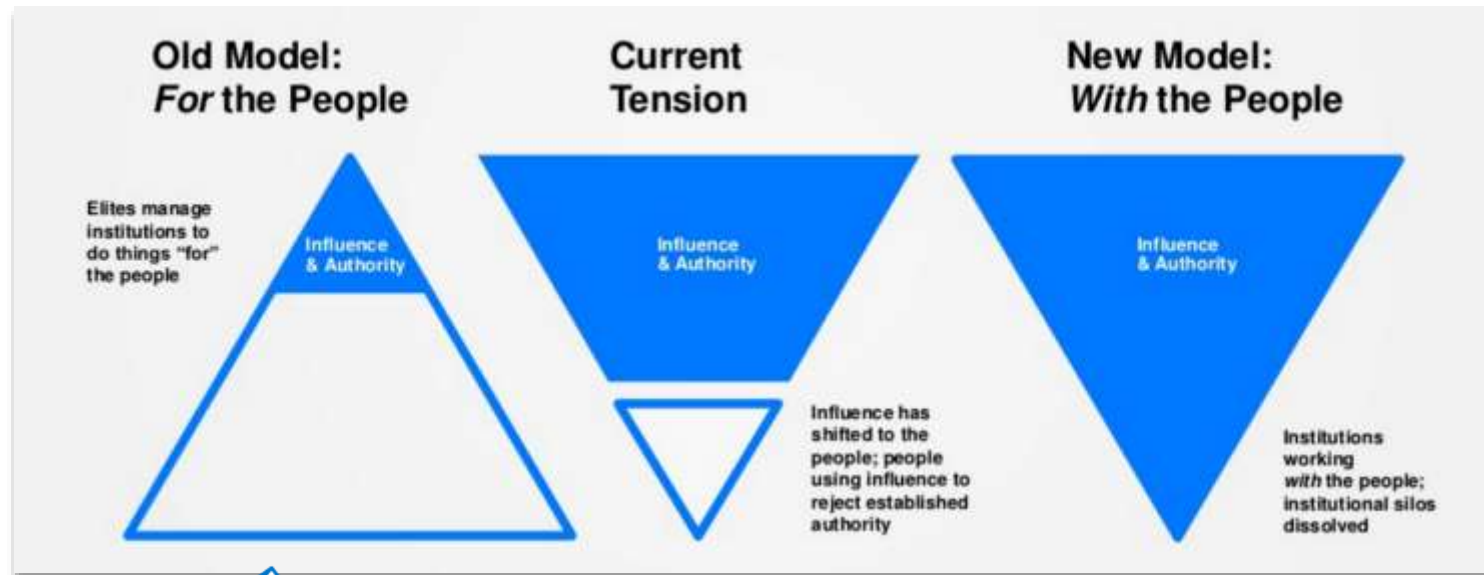 Old Model:
For the People
Elites manage
institutions to
do things “for”
the people
Influence
& Authority
Current
Tension
Influence
& Authority
Influence has
shifted to the
people; people
using influence to
reject established
authority
New Model:
With the People
Influence
& Authority
Institutions
working
with the people;
institutional silos
dissolved